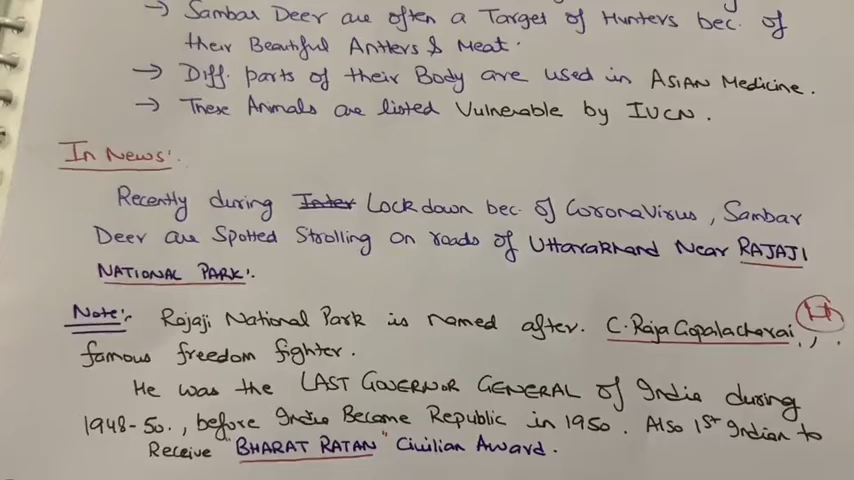 → Sambar Deer are often a Target of Hunters bec. of
their Beautiful Antlers & Meat.
→ Diff. parts of their Body are used in ASIAN Medicine.
→ These Animals are listed Vulnerable by IUCN.
In News:
Recently during Inter Lockdown bec. of CoronaVirus, Sambar
Deer are Spotted Strolling on roads of Uttarakhand Near RAJAJI
NATIONAL PARK.
Note: Rajaji National Park is named after. C. Raja Gopalacharai,
famous freedom fighter.
He was the LAST GOVERNOR GENERAL of India during
1948-50., before India Became Republic in 1950. Also 1st Indian to
Receive "BHARAT RATAN" Civilian Award.